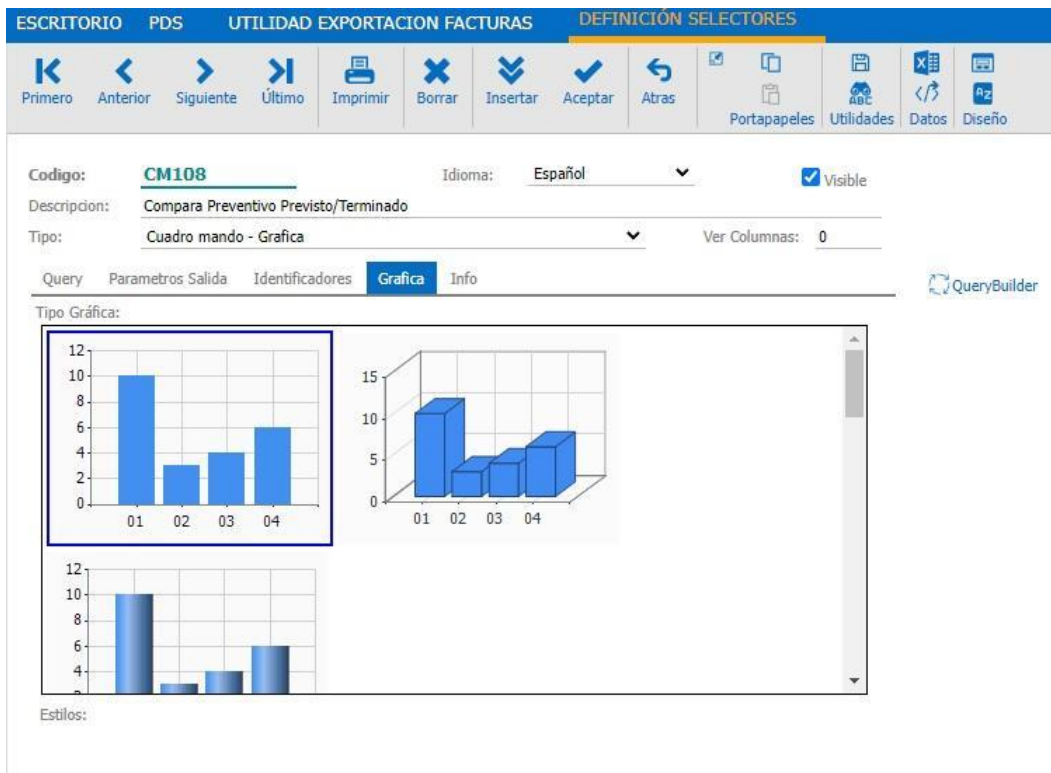 ESCRITORIO PDS UTILIDAD EXPORTACION FACTURAS DEFINICIÓN SELECTORES
Primero Anterior Siguiente Último Imprimir Borrar Insertar Aceptar Atras
ABC AZ
Portapapeles Utilidades Datos Diseño
Codigo: CM108 Idioma: Español Visible
Descripcion: Compara Preventivo Previsto/Terminado
Tipo: Cuadro mando - Grafica Ver Columnas: 0
Query Parametros Salida Identificadores Grafica Info
QueryBuilder
Tipo Gráfica:
12
10
8
6
4
2
0
01 02 03 04
15
10
5
0
01 02 03 04
12
10
8
6
4
Estilos: